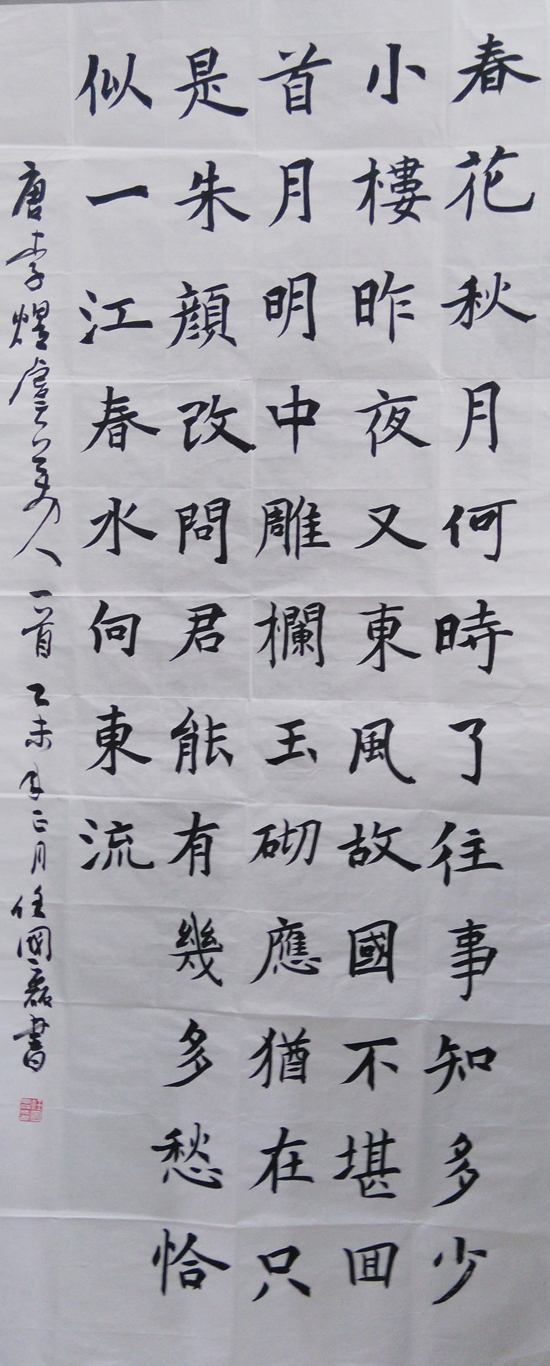 春花秋月何時了往事知多少
小樓昨夜又東風故國不堪回
首月明中雕欄玉砌應猶在只
是朱顔改問君能有幾多愁恰
似一江春水向東流
唐李煜虞美人一首乙未年正月任國磊書